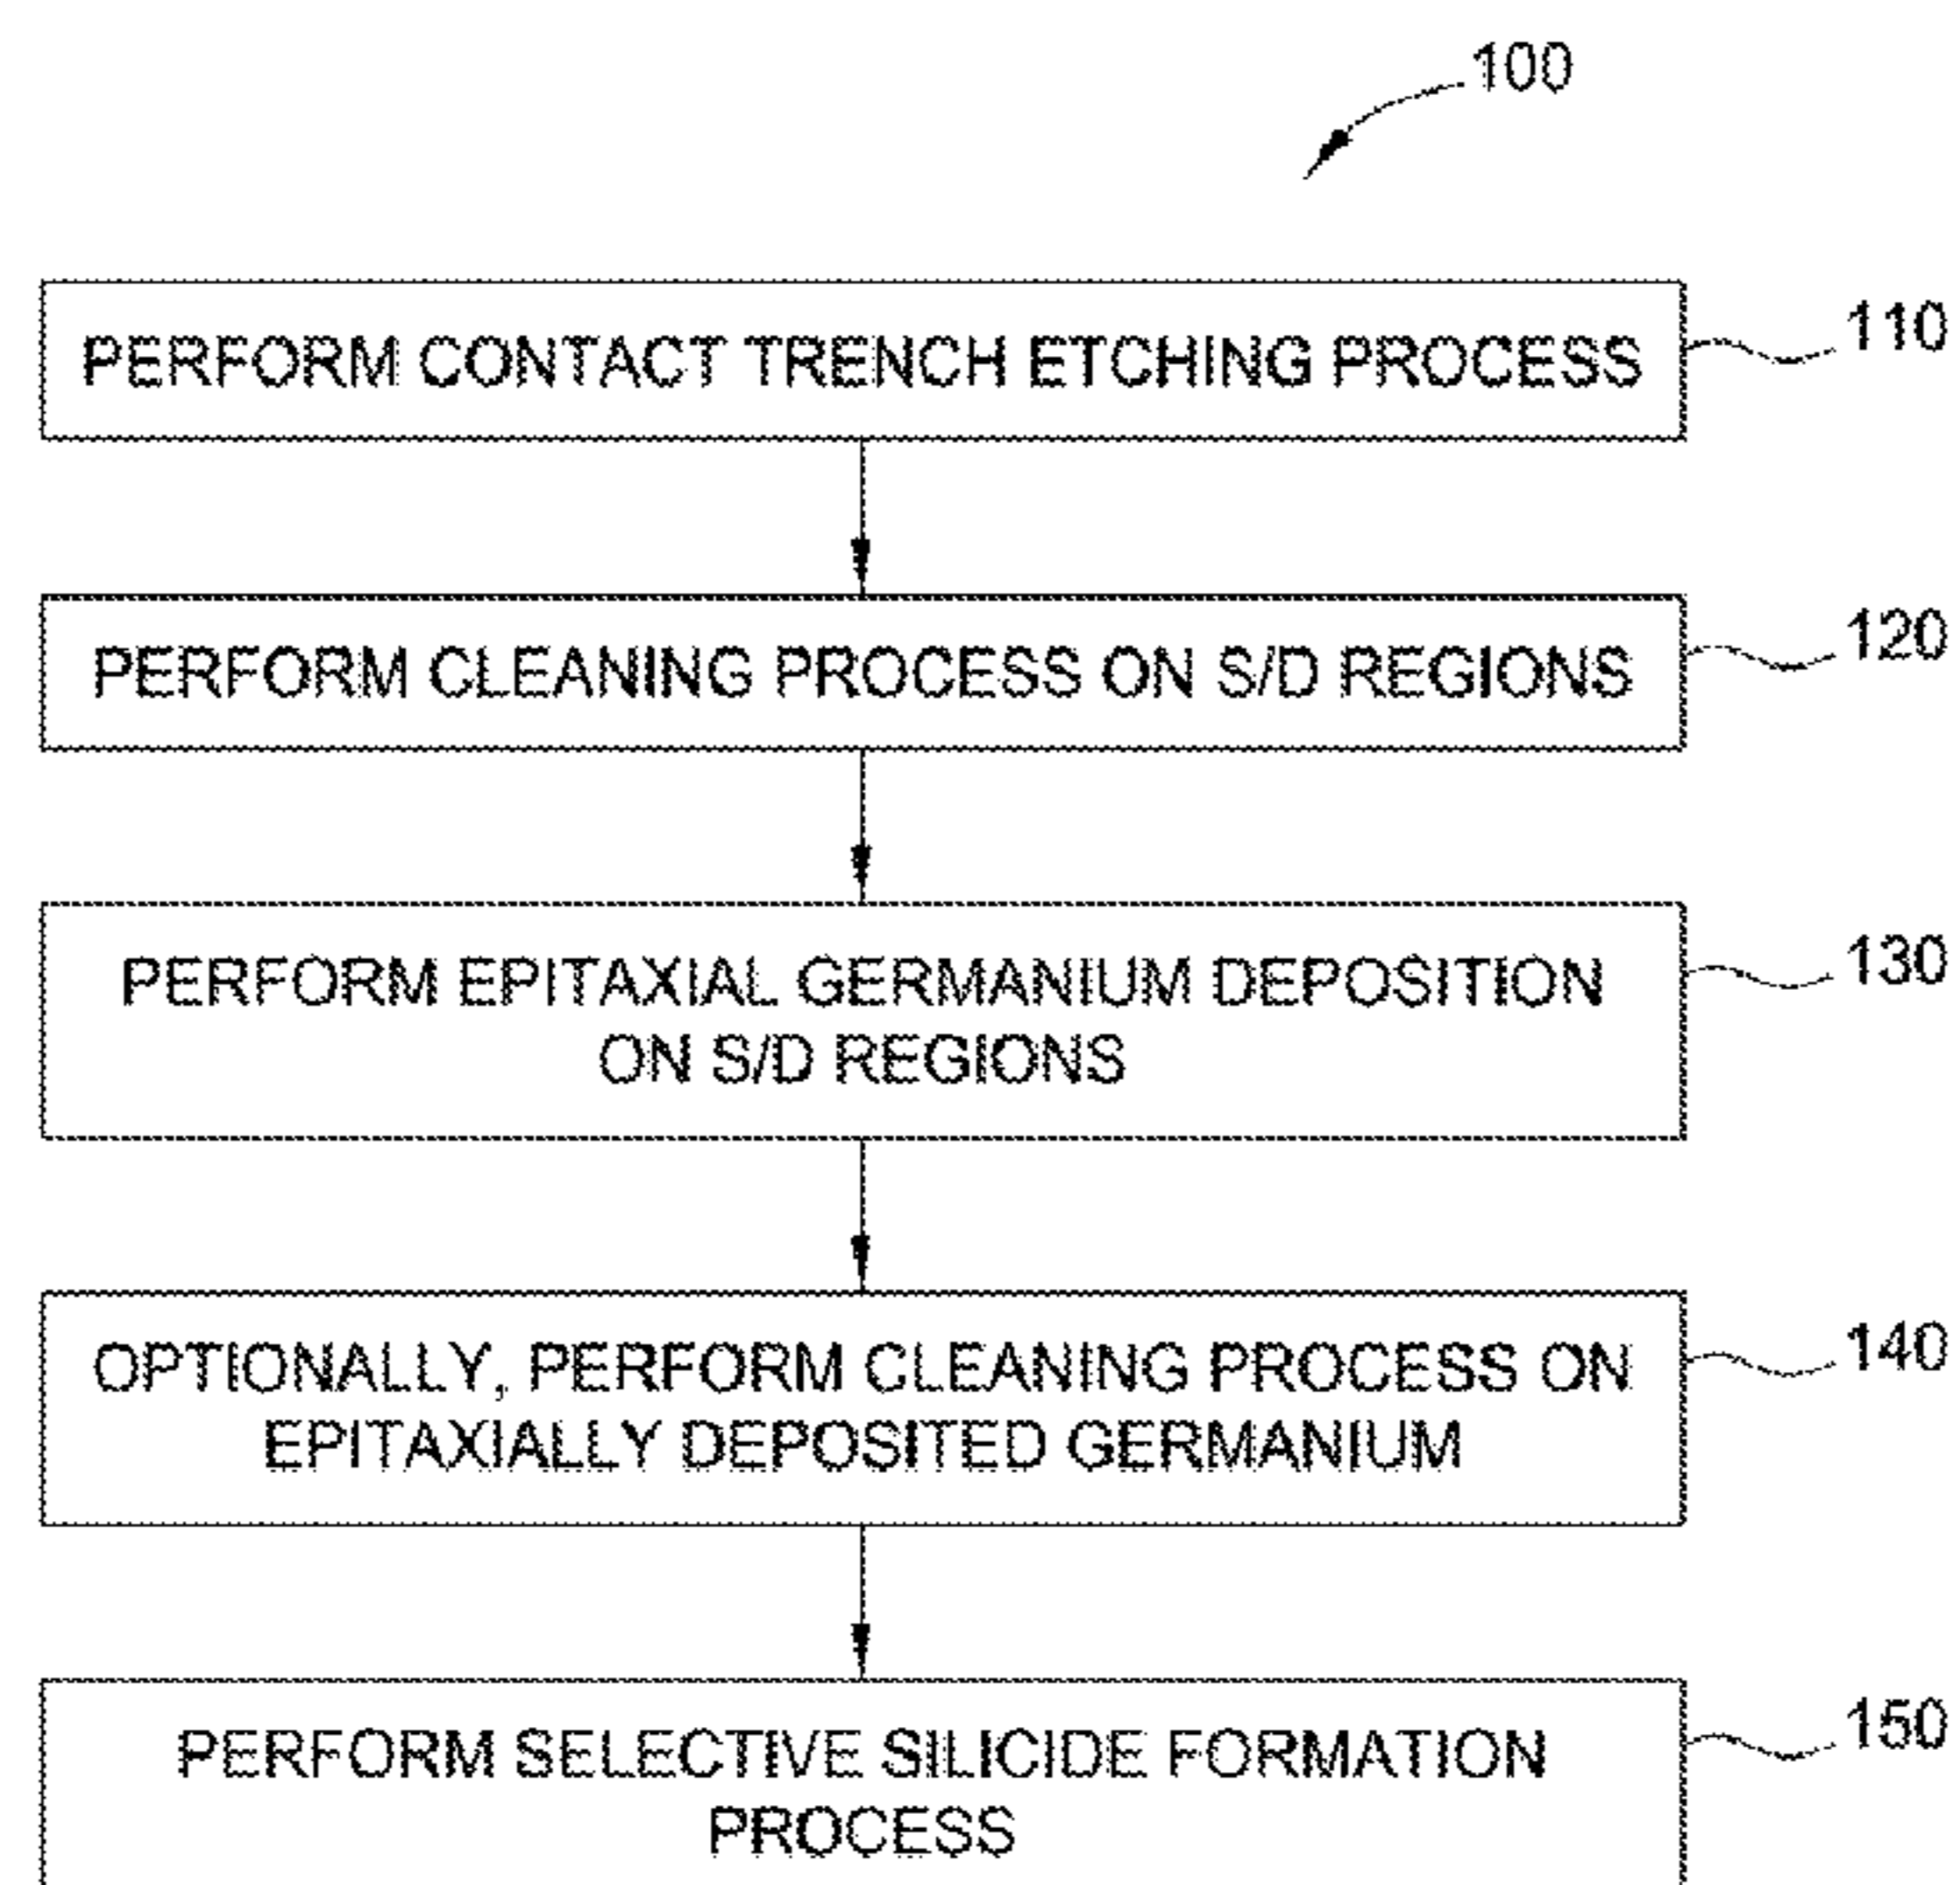 100
PERFORM CONTACT TRENCH ETCHING PROCESS
110
PERFORM CLEANING PROCESS ON S/D REGIONS
120
PERFORM EPITAXIAL GERMANIUM DEPOSITION
ON S/D REGIONS
130
OPTIONALLY, PERFORM CLEANING PROCESS ON
EPITAXIALLY DEPOSITED GERMANIUM
140
PERFORM SELECTIVE SILICIDE FORMATION
PROCESS
150